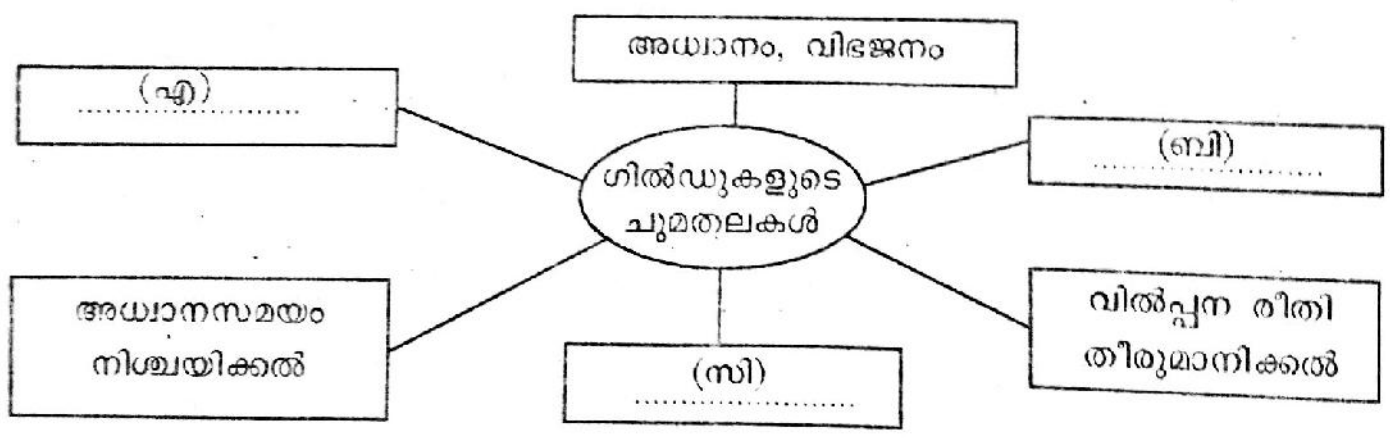 അധ്വാനം, വിഭജനം
(എ)
....................
(ബി)
....................
ഗിൽഡുകളുടെ
ചുമതലകൾ
അധ്വാനസമയം
നിശ്ചയിക്കൽ
വിൽപ്പന രീതി
തീരുമാനിക്കൽ
(സി)
....................